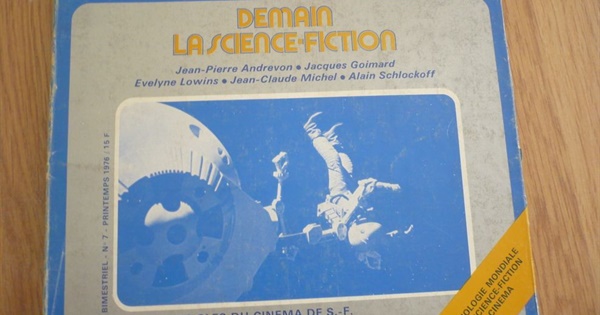 DEMAIN
LA SCIENCE-FICTION
Jean-Pierre Andrevon • Jacques Goimard
Evelyne Lowins • Jean-Claude Michel • Alain Schlockoff
BIMESTRIEL - N° 7 - PRINTEMPS 1976 / 15 F
DU CINEMA DE S.-F.
MONDIALE
SCIENCE-FICTION
CINEMA